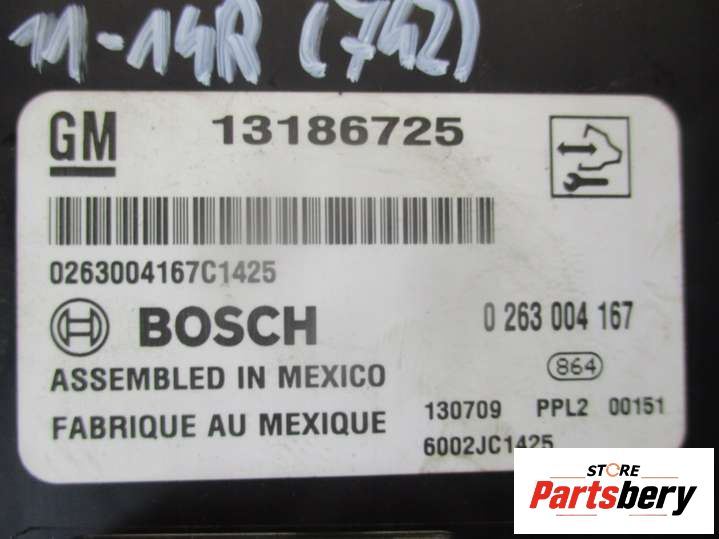 11-14R (742)
GM 13186725
0263004167C1425
BOSCH 0 263 004 167
864
ASSEMBLED IN MEXICO
FABRIQUE AU MEXIQUE
130709 PPL2 00151
6002JC1425
STORE
Partsbery